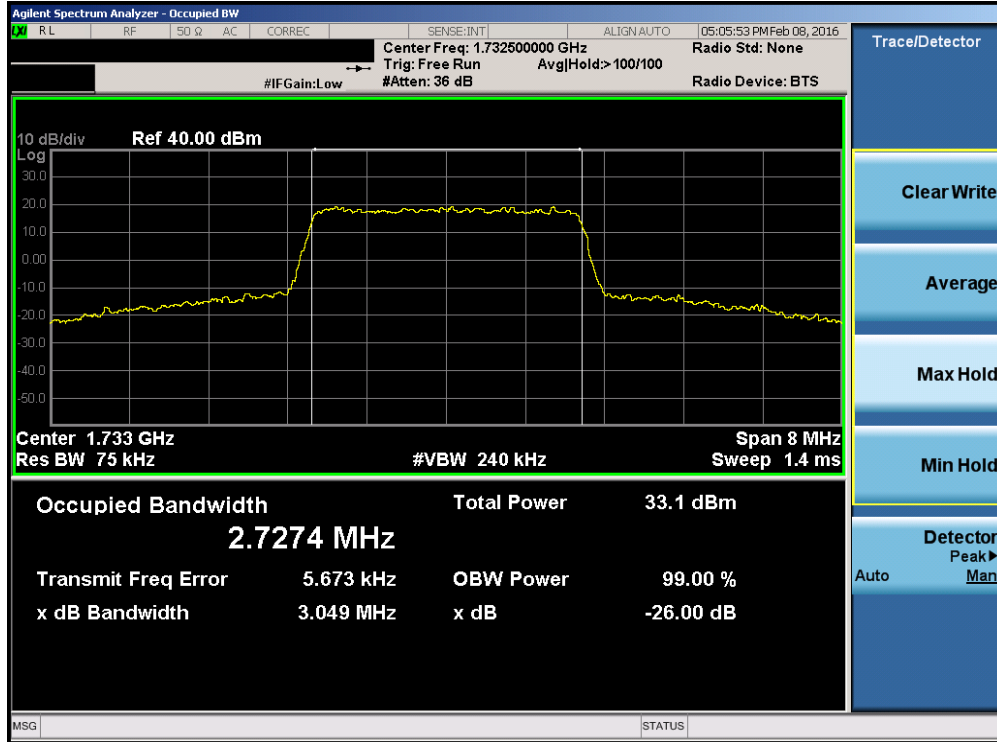 Agilent Spectrum Analyzer - Occupied BW
LXI RL RF 50 Ω AC CORREC SENSE:INT ALIGN AUTO 05:05:53 PM Feb 08, 2016
Center Freq: 1.732500000 GHz Radio Std: None
Trig: Free Run Avg|Hold:>100/100
#IFGain:Low #Atten: 36 dB Radio Device: BTS
10 dB/div Ref 40.00 dBm
Log
30.0
20.0
10.0
0.00
-10.0
-20.0
-30.0
-40.0
-50.0
Center 1.733 GHz Span 8 MHz
Res BW 75 kHz #VBW 240 kHz Sweep 1.4 ms
Occupied Bandwidth Total Power 33.1 dBm
2.7274 MHz
Transmit Freq Error 5.673 kHz OBW Power 99.00 %
x dB Bandwidth 3.049 MHz x dB -26.00 dB
MSG STATUS
Trace/Detector
Clear Write
Average
Max Hold
Min Hold
Detector
Peak▶
Auto Man